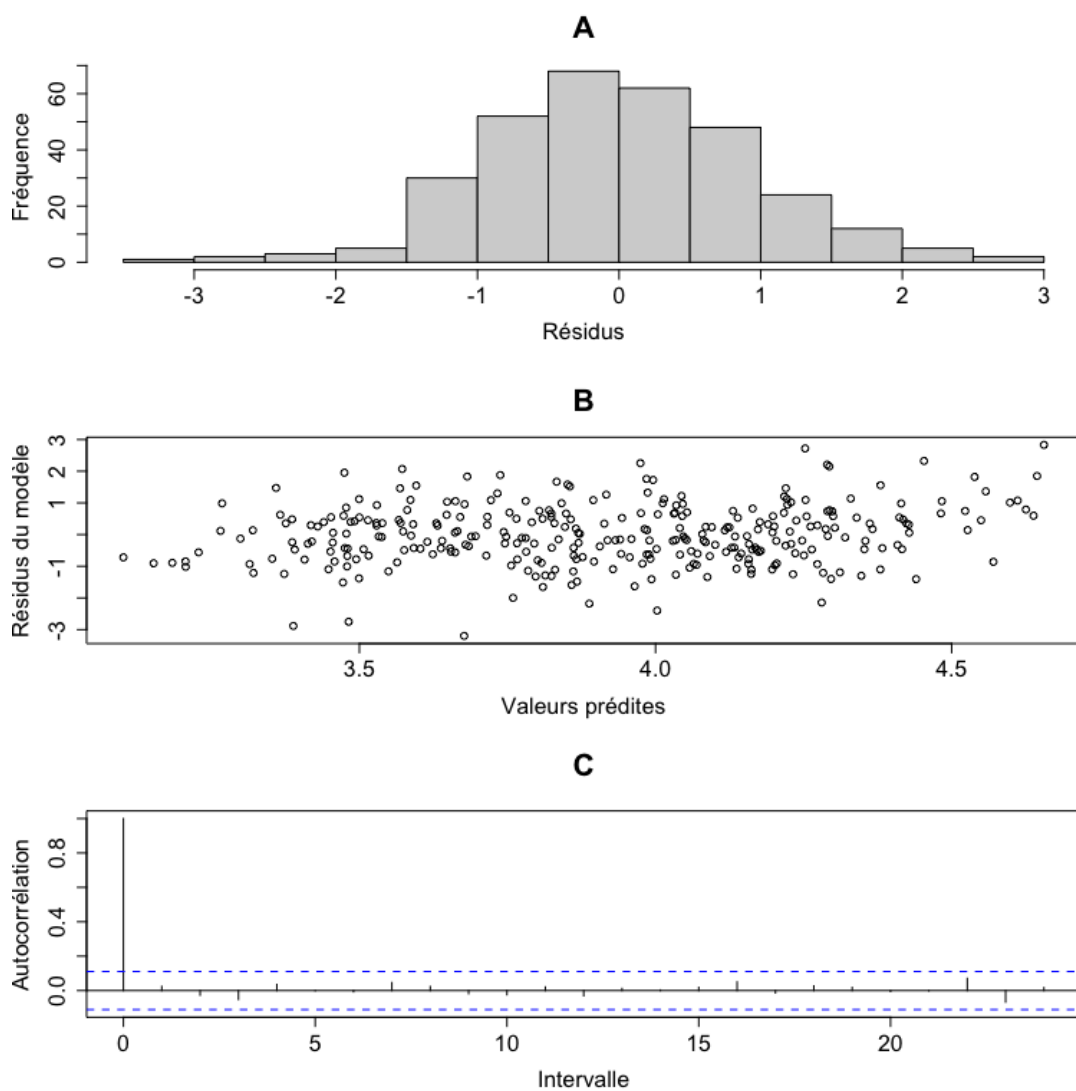 A
Fréquence
60
40
20
0
-3 -2 -1 0 1 2 3
Résidus
B
Résidus du modèle
3
2
1
-1
-3
3.5 4.0 4.5
Valeurs prédites
C
Autocorrélation
0.8
0.4
0.0
0 5 10 15 20
Intervalle